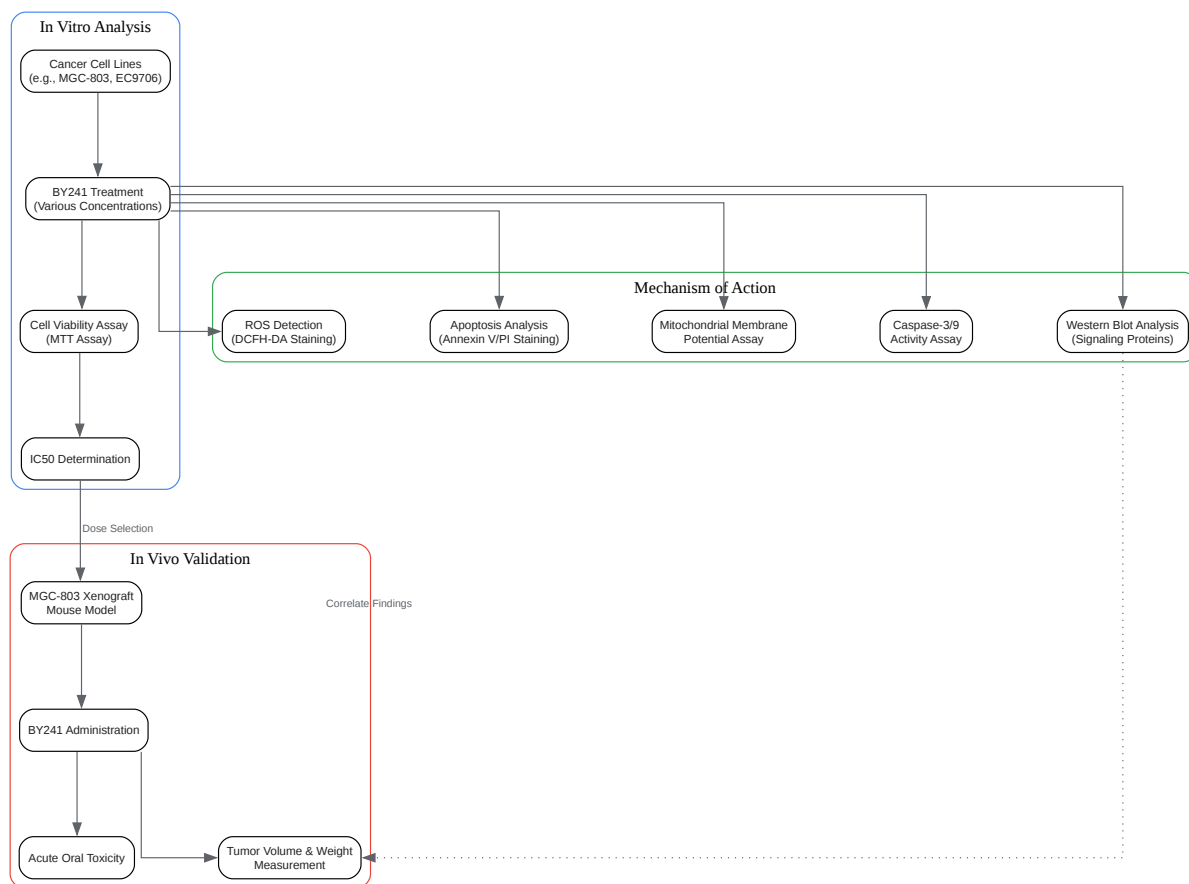 In Vitro Analysis
Cancer Cell Lines
(e.g., MGC-803, EC9706)
BY241 Treatment
(Various Concentrations)
Mechanism of Action
Cell Viability Assay
(MTT Assay)
ROS Detection
(DCFH-DA Staining)
Apoptosis Analysis
(Annexin V/PI Staining)
Mitochondrial Membrane
Potential Assay
Caspase-3/9
Activity Assay
Western Blot Analysis
(Signaling Proteins)
IC50 Determination
Dose Selection
In Vivo Validation
MGC-803 Xenograft
Mouse Model
Correlate Findings
BY241 Administration
Acute Oral Toxicity
Tumor Volume & Weight
Measurement